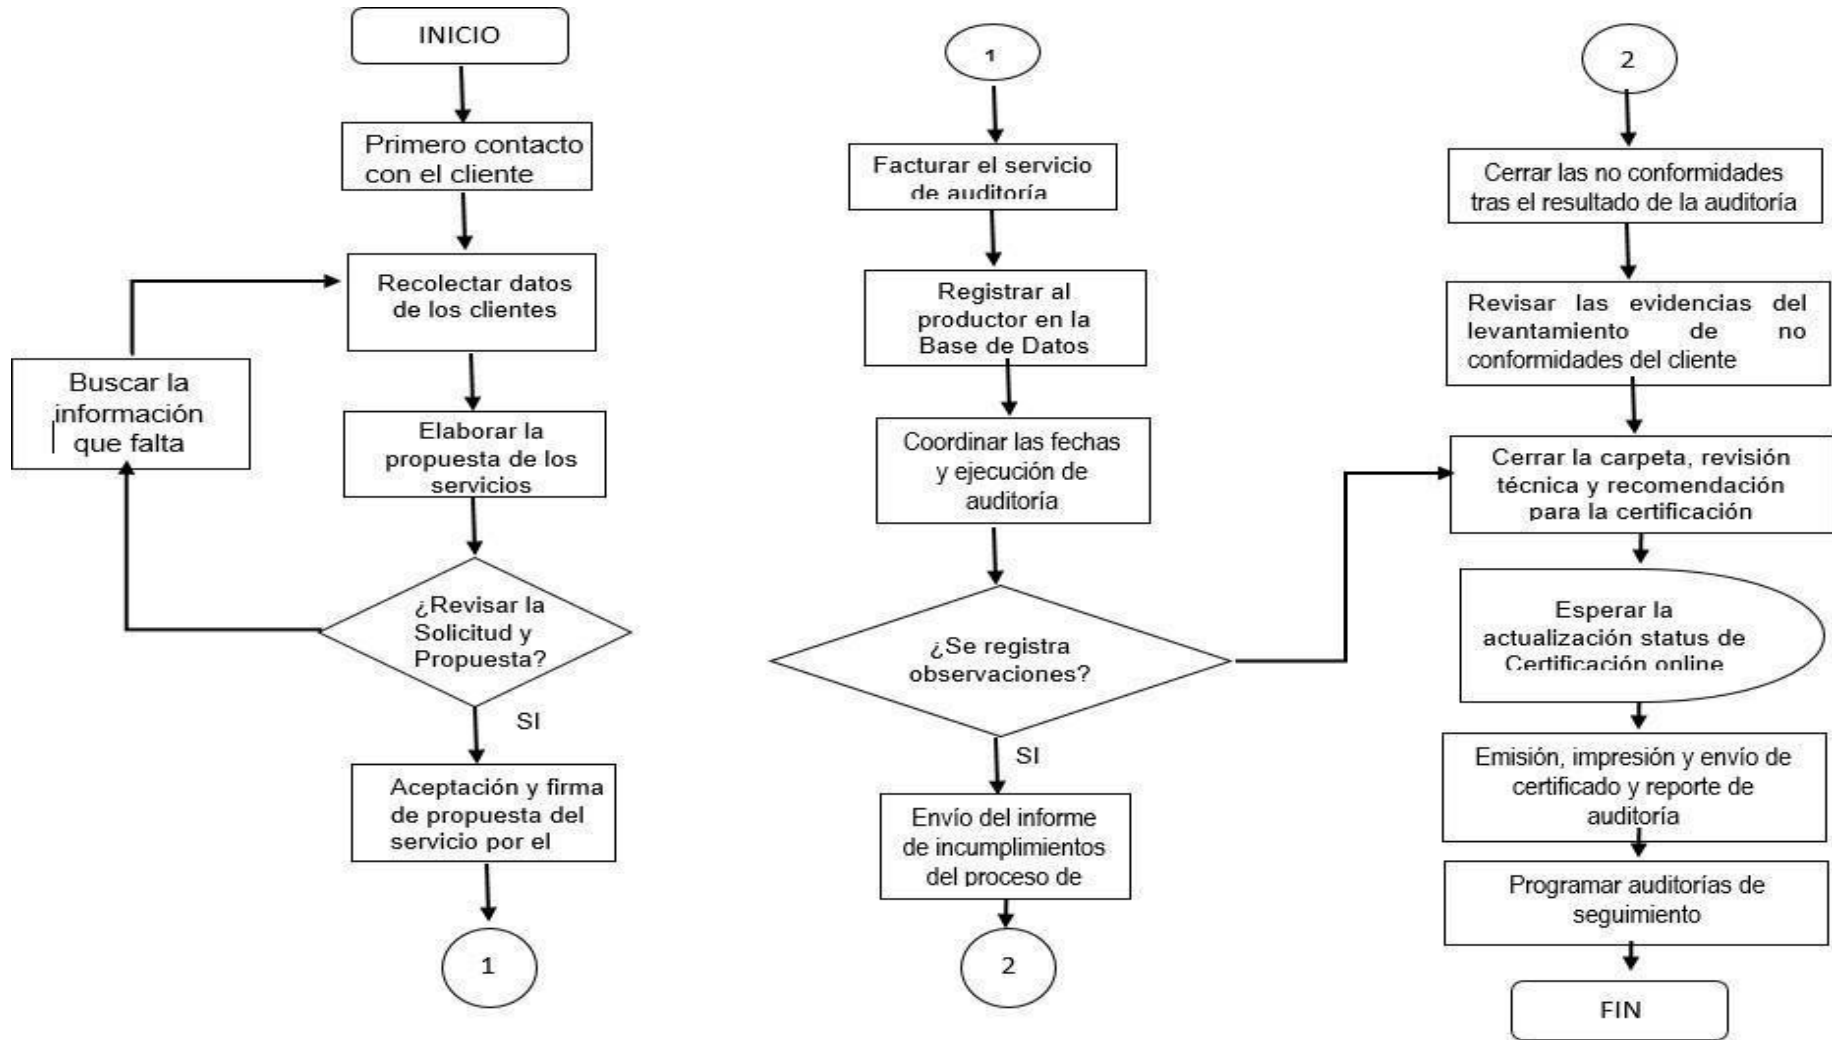 INICIO
Primero contacto
con el cliente
Recolectar datos
de los clientes
Buscar la
información
que falta
Elaborar la
propuesta de los
servicios
¿Revisar la
Solicitud y
Propuesta?
SI
Aceptación y firma
de propuesta del
servicio por el
1
1
Facturar el servicio
de auditoría
Registrar al
productor en la
Base de Datos
Coordinar las fechas
y ejecución de
auditoría
¿Se registra
observaciones?
SI
Envío del informe
de incumplimientos
del proceso de
2
2
Cerrar las no conformidades
tras el resultado de la auditoría
Revisar las evidencias del
levantamiento de no
conformidades del cliente
Cerrar la carpeta, revisión
técnica y recomendación
para la certificación
Esperar la
actualización status de
Certificación online
Emisión, impresión y envío de
certificado y reporte de
auditoría
Programar auditorías de
seguimiento
FIN